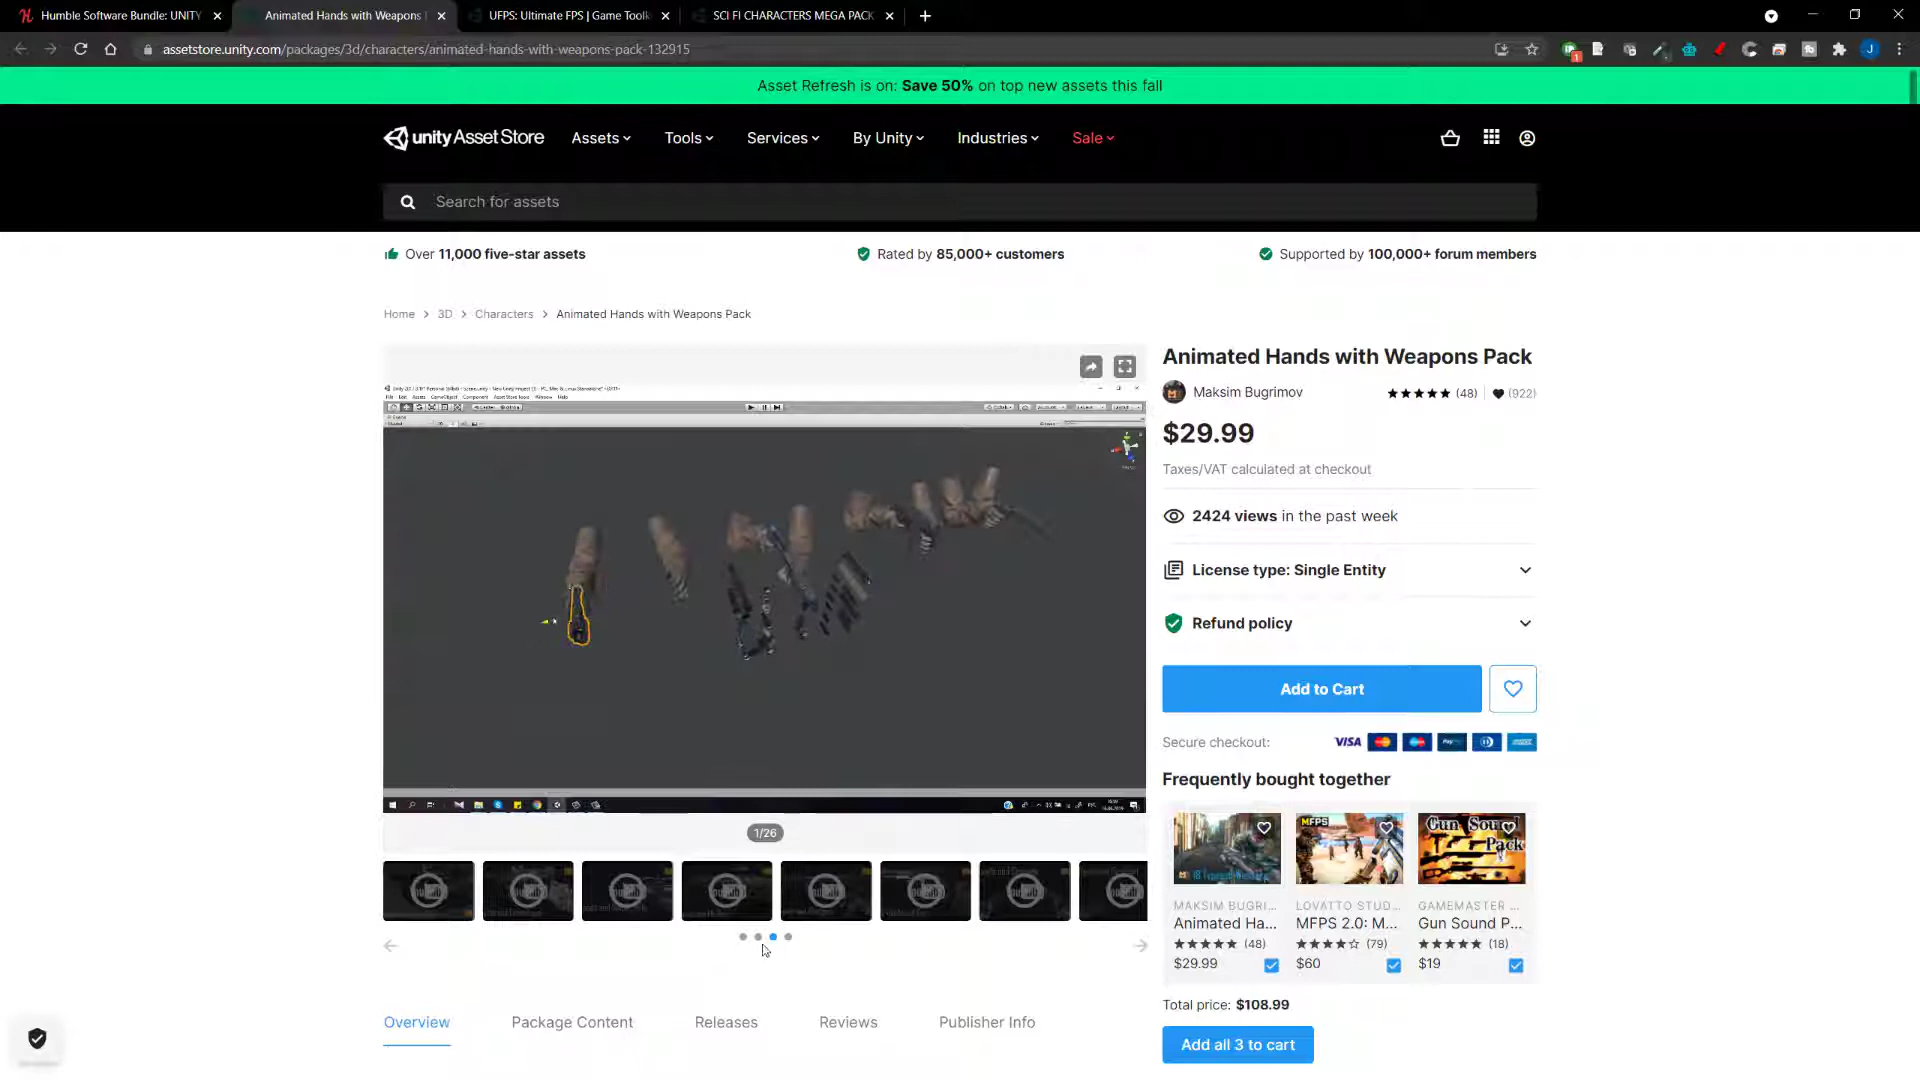 Humble Software Bundle: UNITY
Animated Hands with Weapons
UFPS: Ultimate FPS | Game Toolk
SCI FI CHARACTERS MEGA PACK
assetstore.unity.com/packages/3d/characters/animated-hands-with-weapons-pack-132915
1
J
Asset Refresh is on: Save 50% on top new assets this fall
unity Asset Store
Assets
Tools
Services
By Unity
Industries
Sale
Search for assets
Over 11,000 five-star assets
Rated by 85,000+ customers
Supported by 100,000+ forum members
Home > 3D > Characters > Animated Hands with Weapons Pack
Animated Hands with Weapons Pack
Maksim Bugrimov
(48)
(922)
$29.99
Taxes/VAT calculated at checkout
2424 views in the past week
License type: Single Entity
Refund policy
Add to Cart
Secure checkout:
VISA
Frequently bought together
MFPS
Gun Sound Pack
MAKSIM BUGRI...
LOVATTO STUD...
GAMEMASTER ...
Animated Ha...
MFPS 2.0: M...
Gun Sound P...
(48)
(79)
(18)
$29.99
$60
$19
Total price: $108.99
Add all 3 to cart
1/26
Overview
Package Content
Releases
Reviews
Publisher Info